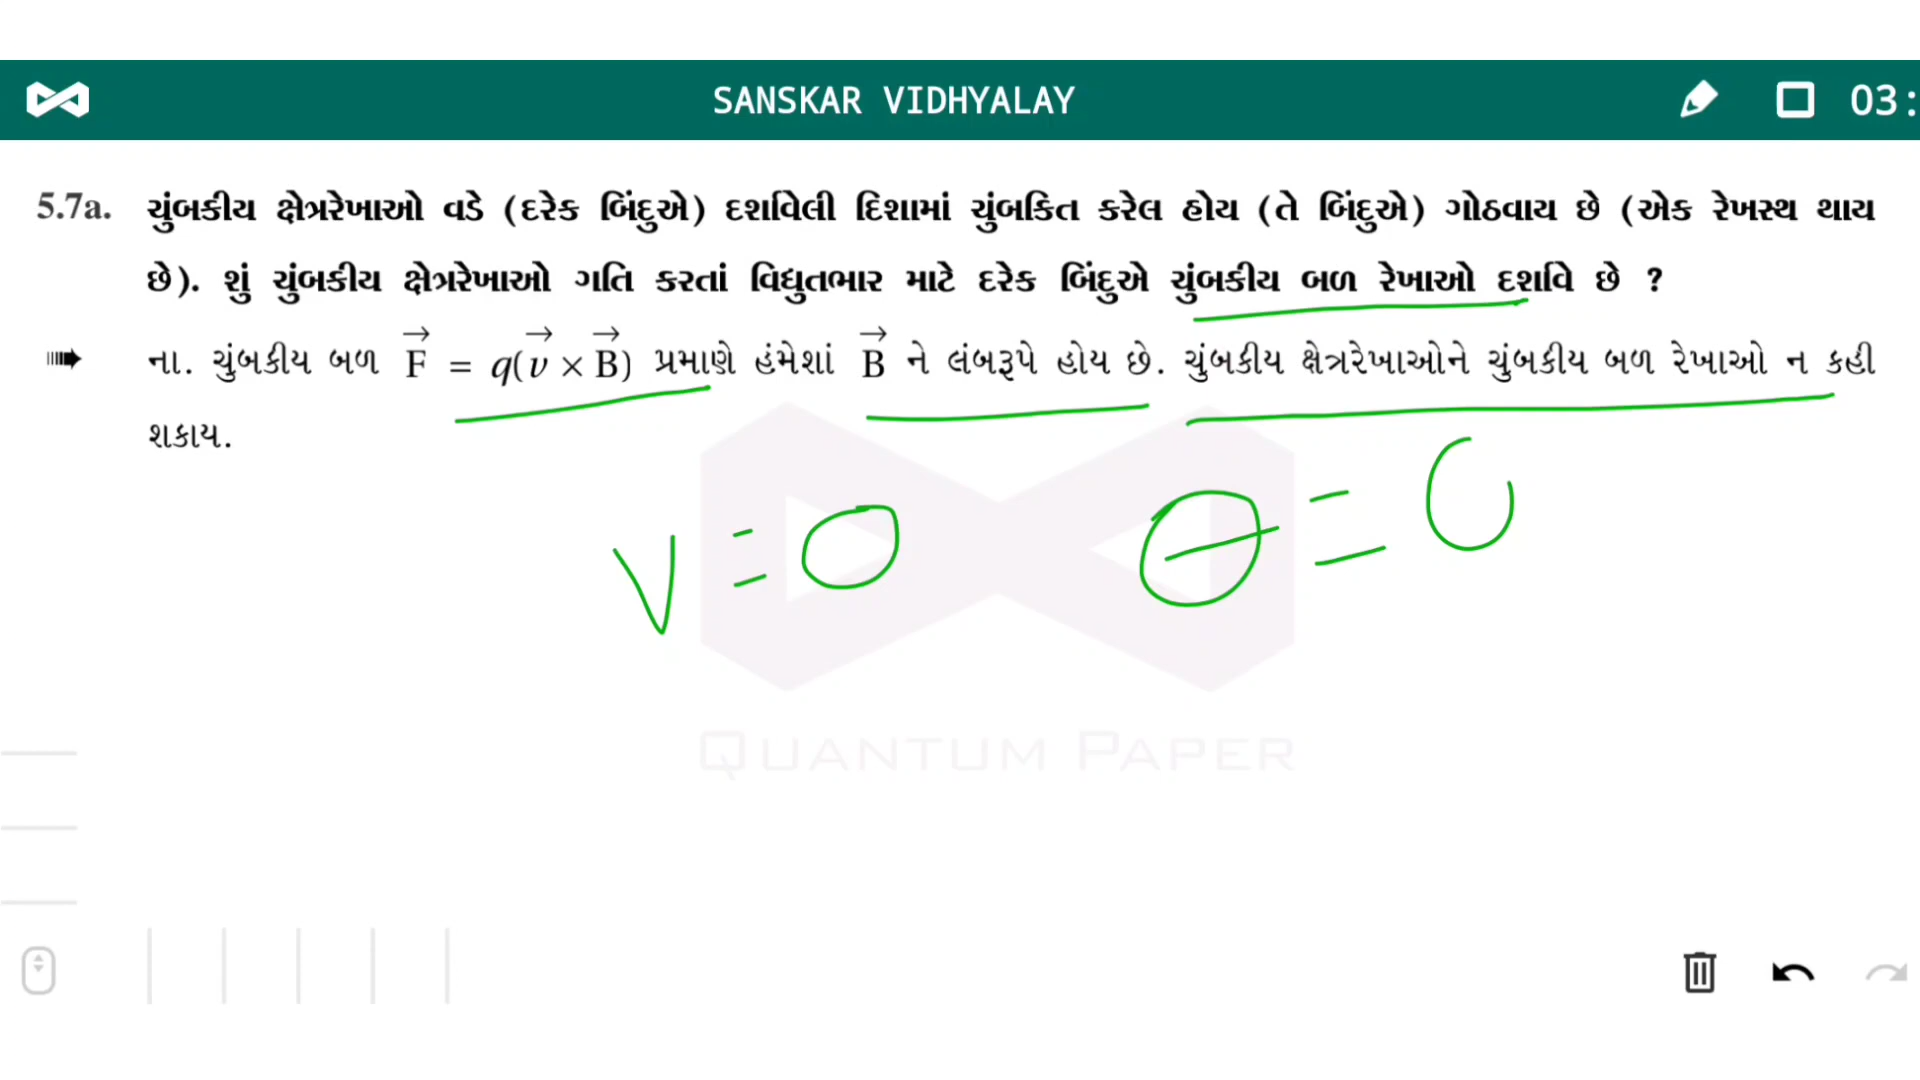 SANSKAR VIDHYALAY
03:
5.7a. ચુંબકીય ક્ષેત્રરેખાઓ વડે (દરેક બિંદુએ) દર્શાવેલી દિશામાં ચુંબકિત કરેલ હોય (તે બિંદુએ) ગોઠવાય છે (એક રેખસ્થ થાય
છે). શું ચુંબકીય ક્ષેત્રરેખાઓ ગતિ કરતાં વિદ્યુતભાર માટે દરેક બિંદુએ ચુંબકીય બળ રેખાઓ દર્શાવે છે ?
ના. ચુંબકીય બળ F⃗ = q(v⃗ × B⃗) પ્રમાણે હંમેશાં B⃗ ને લંબરૂપે હોય છે. ચુંબકીય ક્ષેત્રરેખાઓને ચુંબકીય બળ રેખાઓ ન કહી
શકાય.
v = 0 θ = 0
QUANTUM PAPER